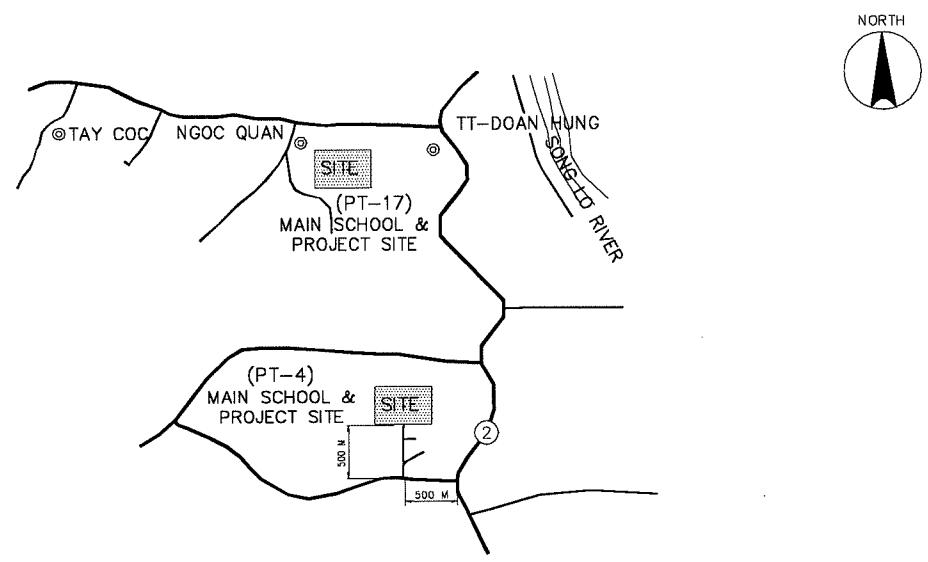 NORTH
TT-DOAN HUNG
TAY COC
NGOC QUAN
SONG LO RIVER
SITE
(PT-17)
MAIN SCHOOL &
PROJECT SITE
(PT-4)
MAIN SCHOOL &
PROJECT SITE
SITE
2
500 M
500 M